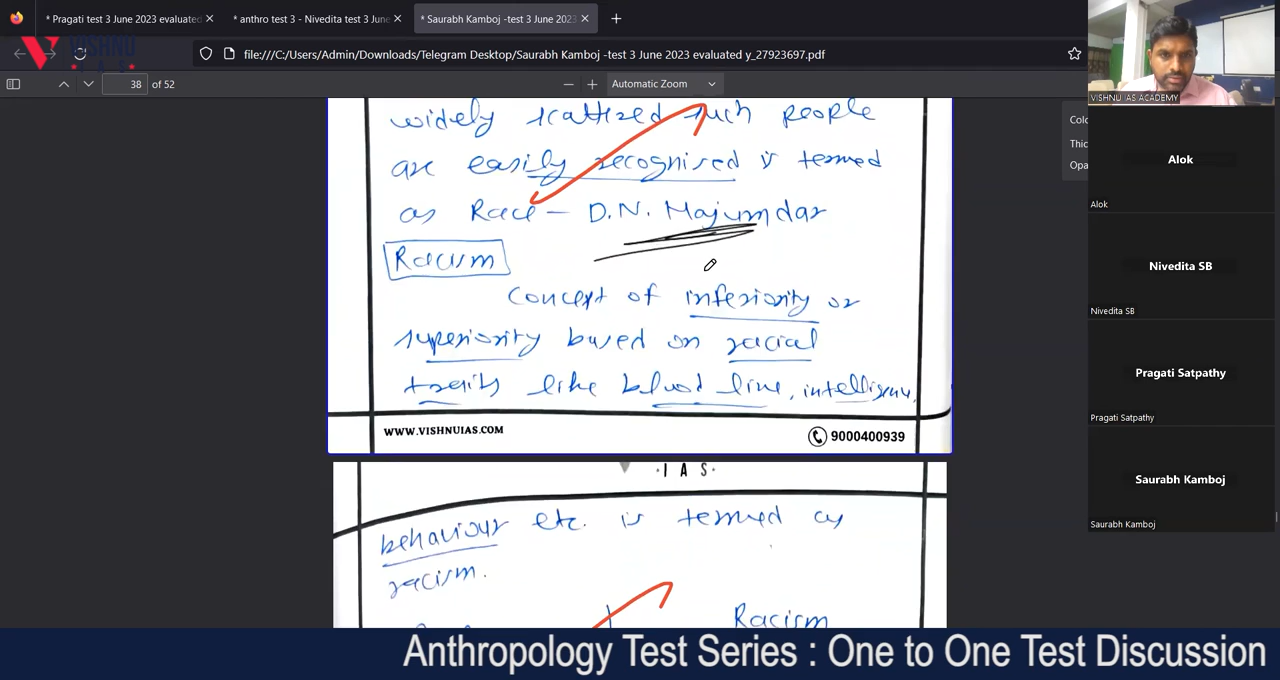 * Pragati test 3 June 2023 evaluated
* anthro test 3 - Nivedita test 3 June
* Saurabh Kamboj -test 3 June 2023
VISHNU
IAS
file:///C:/Users/Admin/Downloads/Telegram Desktop/Saurabh Kamboj -test 3 June 2023 evaluated y_27923697.pdf
38 of 52
Automatic Zoom
VISHNU IAS ACADEMY
Colo
Thic
Opa
Alok
Alok
Nivedita SB
Nivedita SB
Pragati Satpathy
Pragati Satpathy
Saurabh Kamboj
Saurabh Kamboj
widely scattered such people
are easily recognised is termed
as Race - D.N. Majumdar
Racism
Concept of inferiority or
superiority based on racial
traits like blood line, intelligence,
WWW.VISHNUIAS.COM
9000400939
·IAS·
behaviour etc. is termed as
racism.
Racism
Anthropology Test Series : One to One Test Discussion